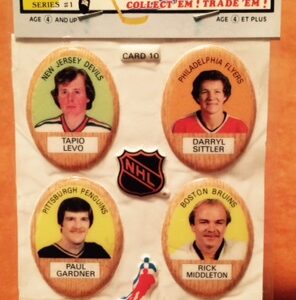 COLLECT 'EM! TRADE 'EM!
SERIES #1
AGE 4 AND UP
AGE 4 ET PLUS
CARD 10
NEW JERSEY DEVILS
TAPIO
LEVO
PHILADELPHIA FLYERS
DARRYL
SITTLER
NHL
PITTSBURGH PENGUINS
PAUL
GARDNER
BOSTON BRUINS
RICK
MIDDLETON